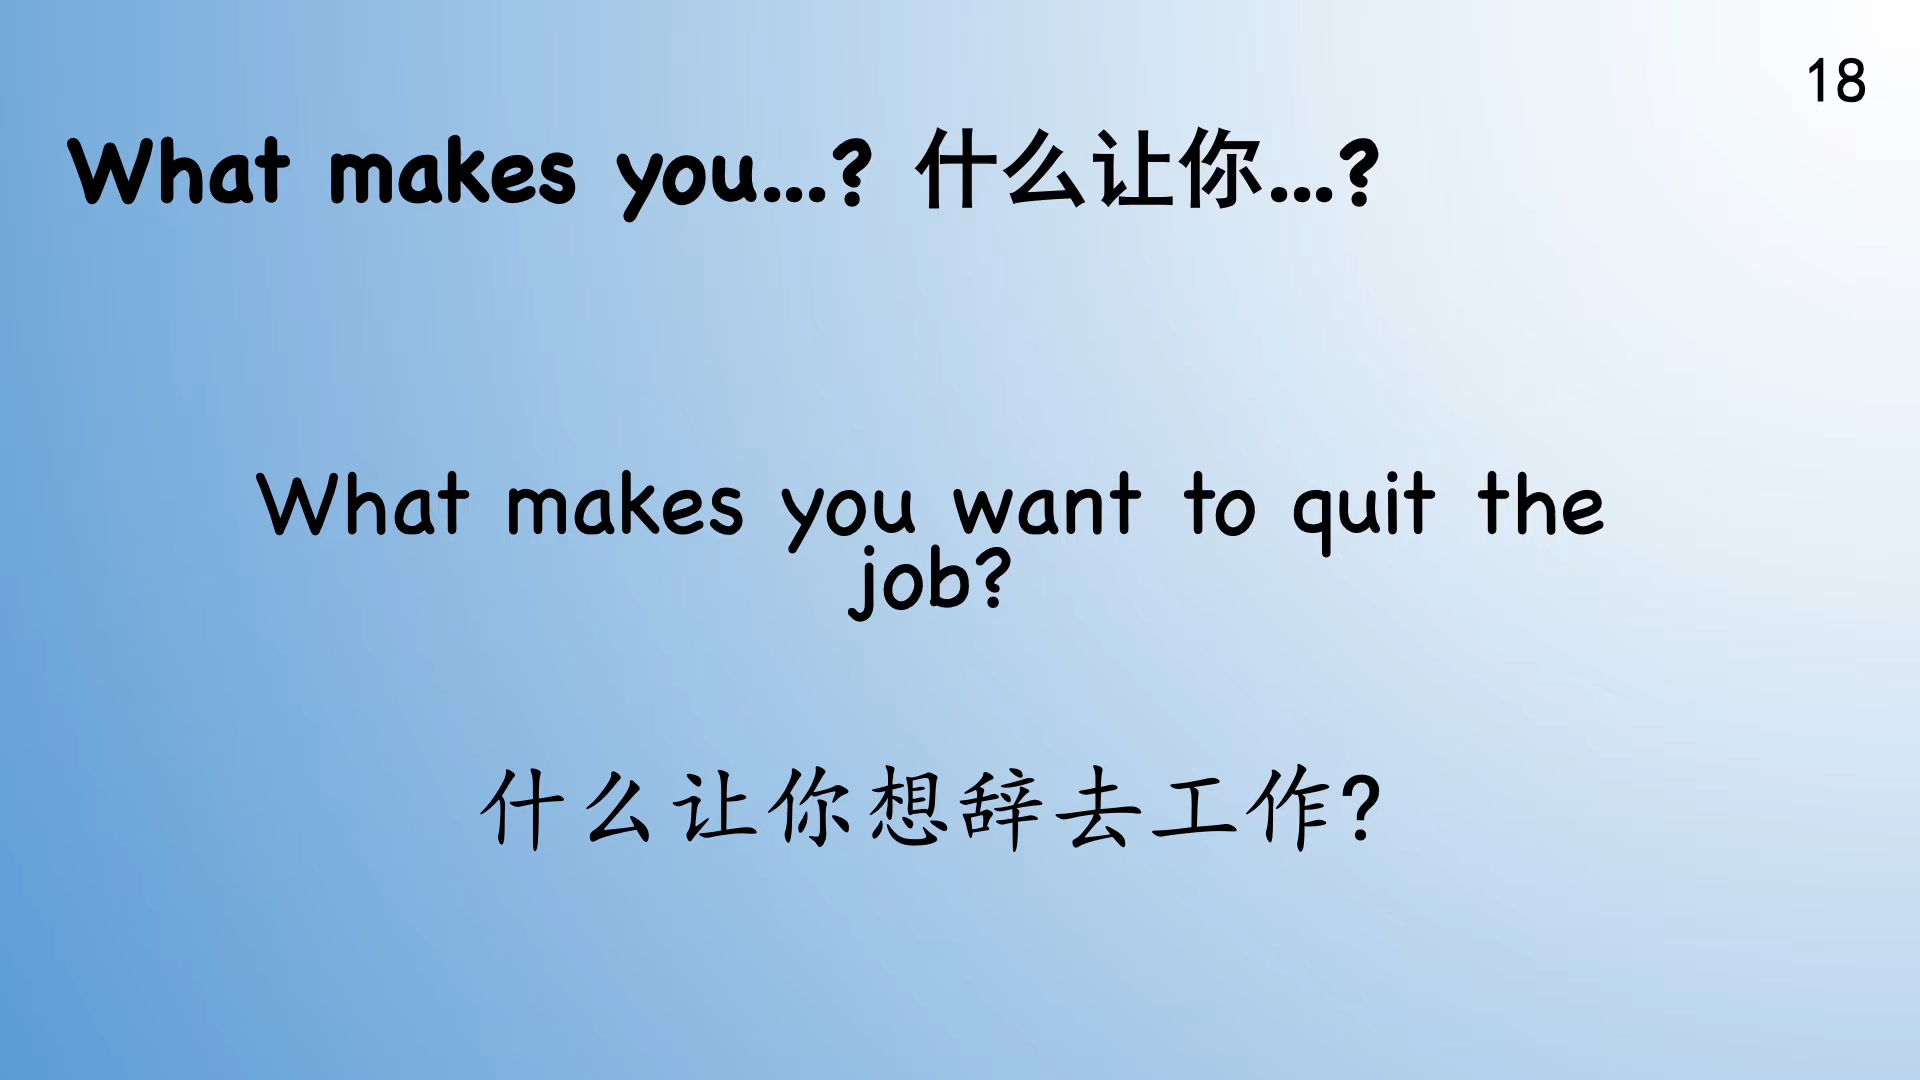 18
What makes you...? 什么让你...?
What makes you want to quit the
job?
什么让你想辞去工作?